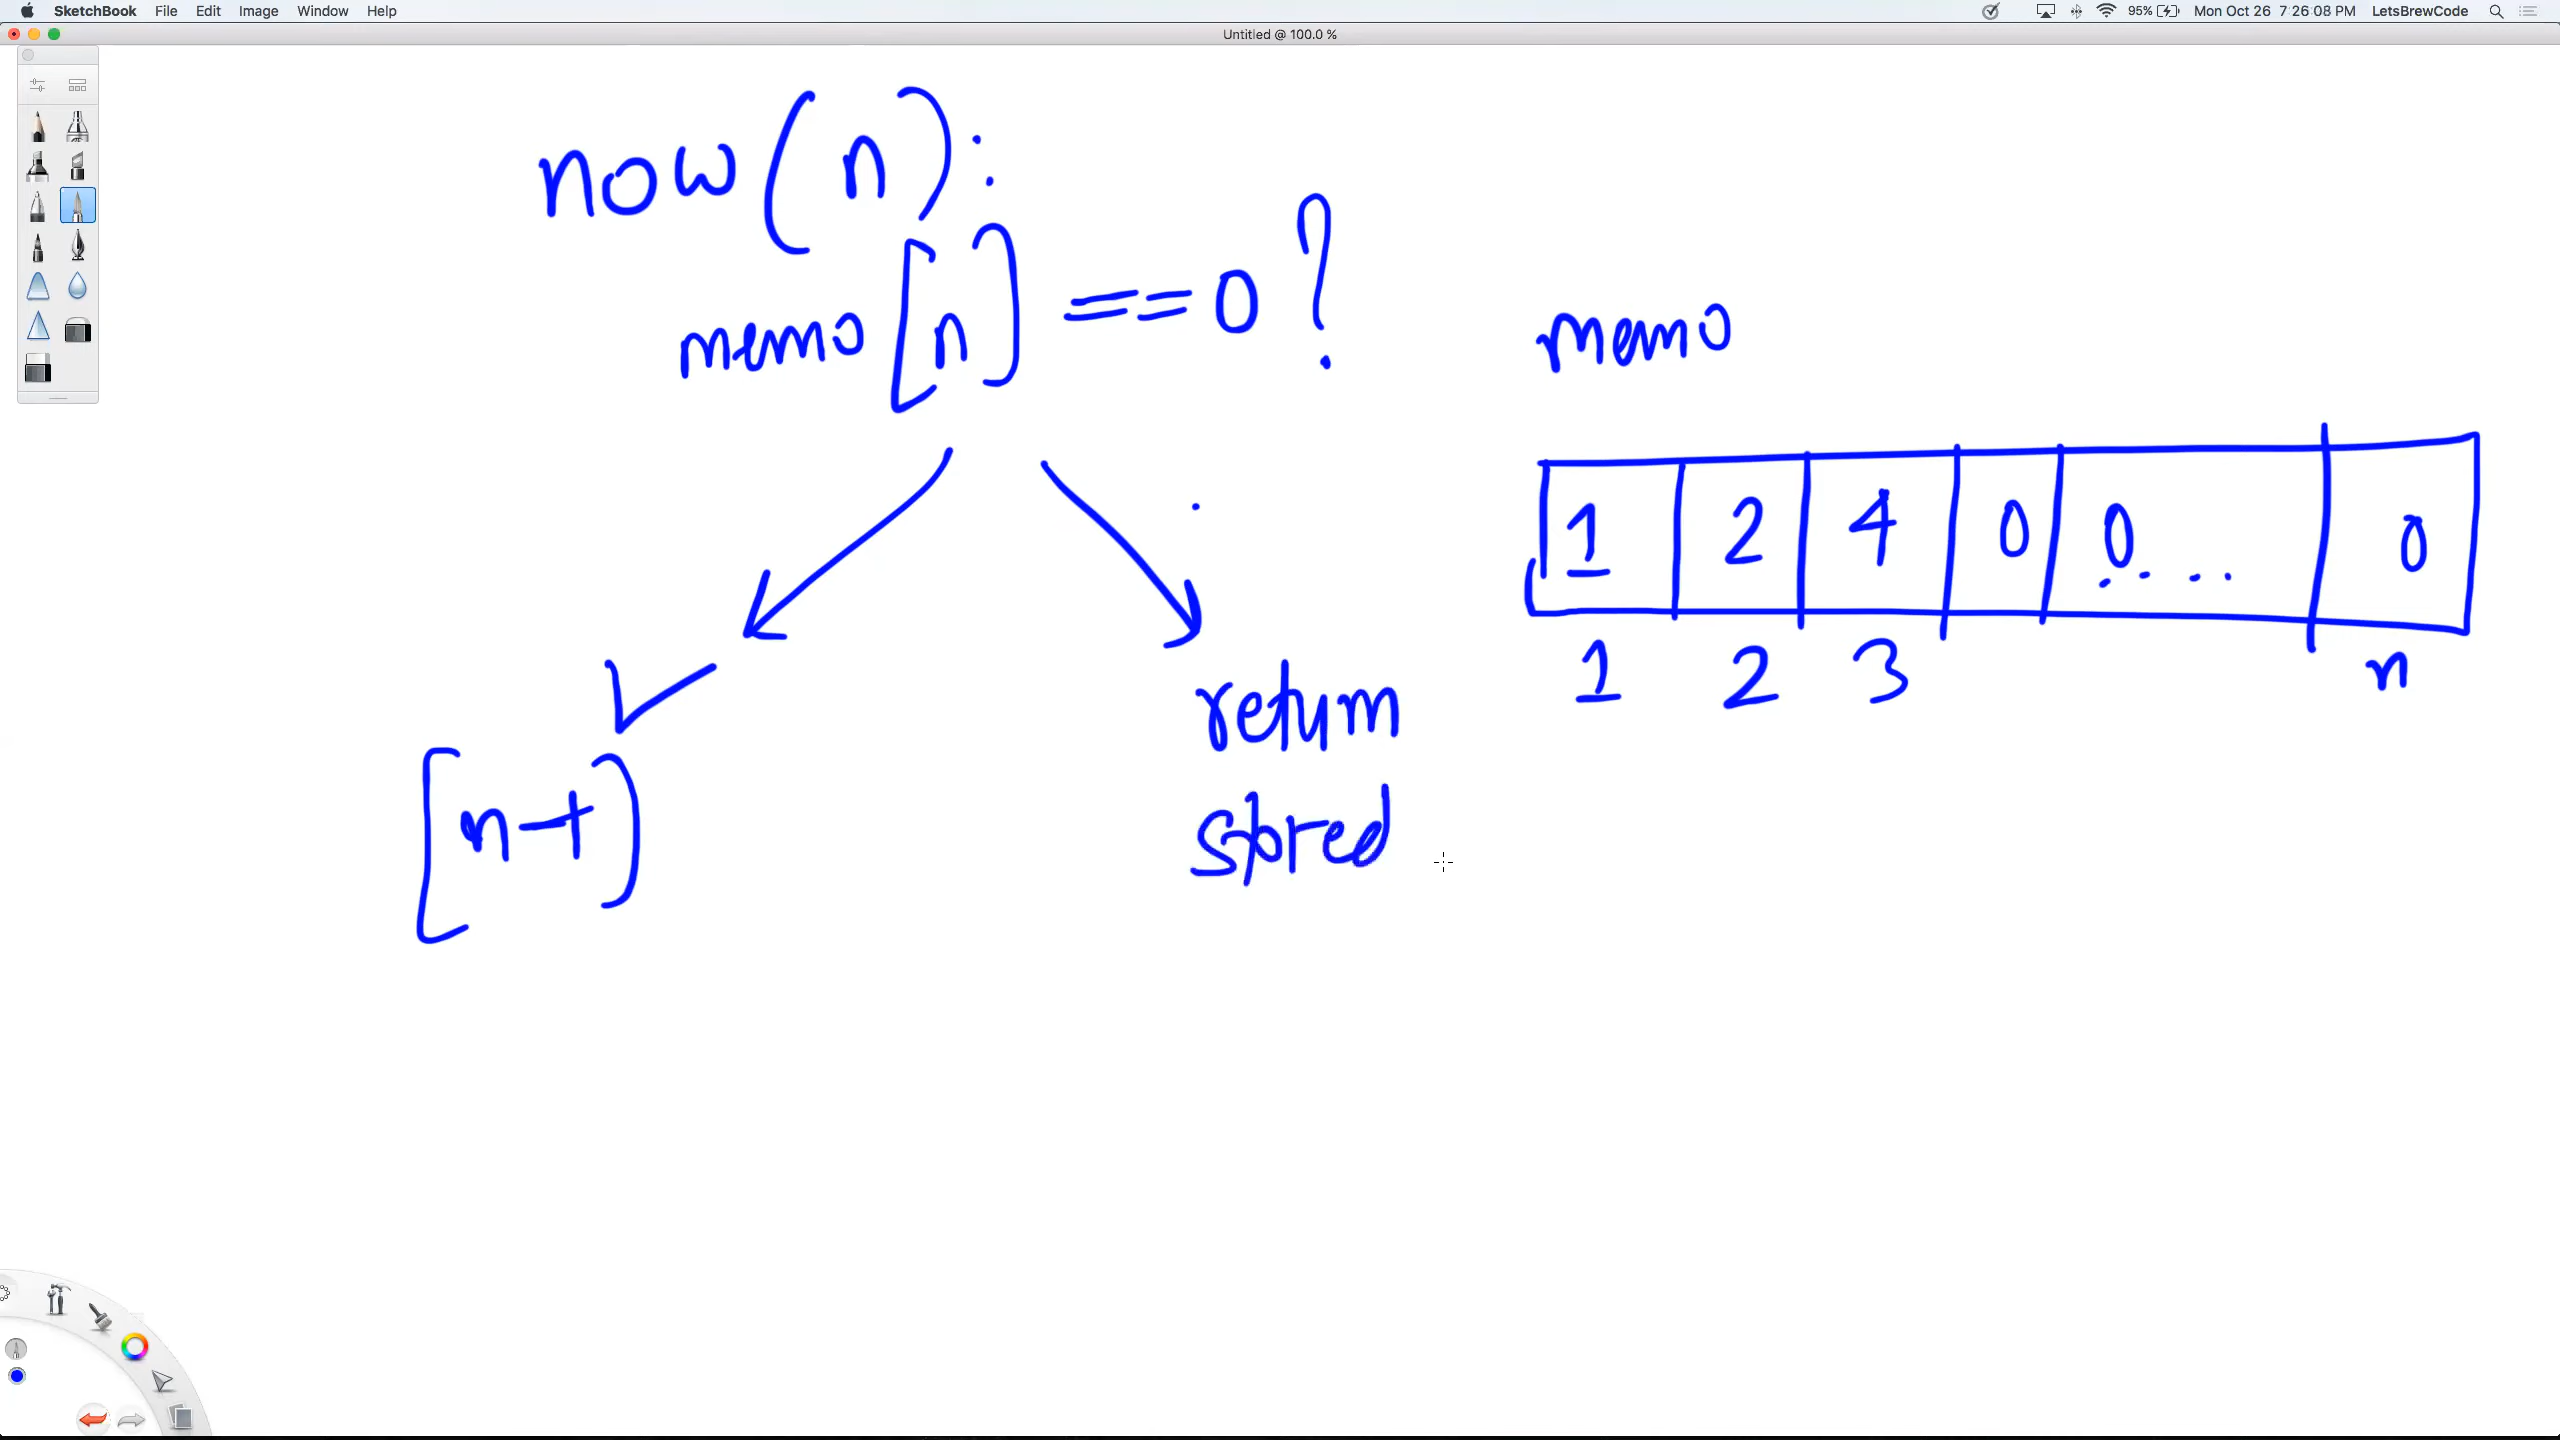 SketchBook File Edit Image Window Help 95% Mon Oct 26 7:26:08 PM LetsBrewCode
Untitled @ 100.0 %
now(n):
memo[n] == 0 ?
memo
1 2 4 0 0.... 0
1 2 3 n
return
stored